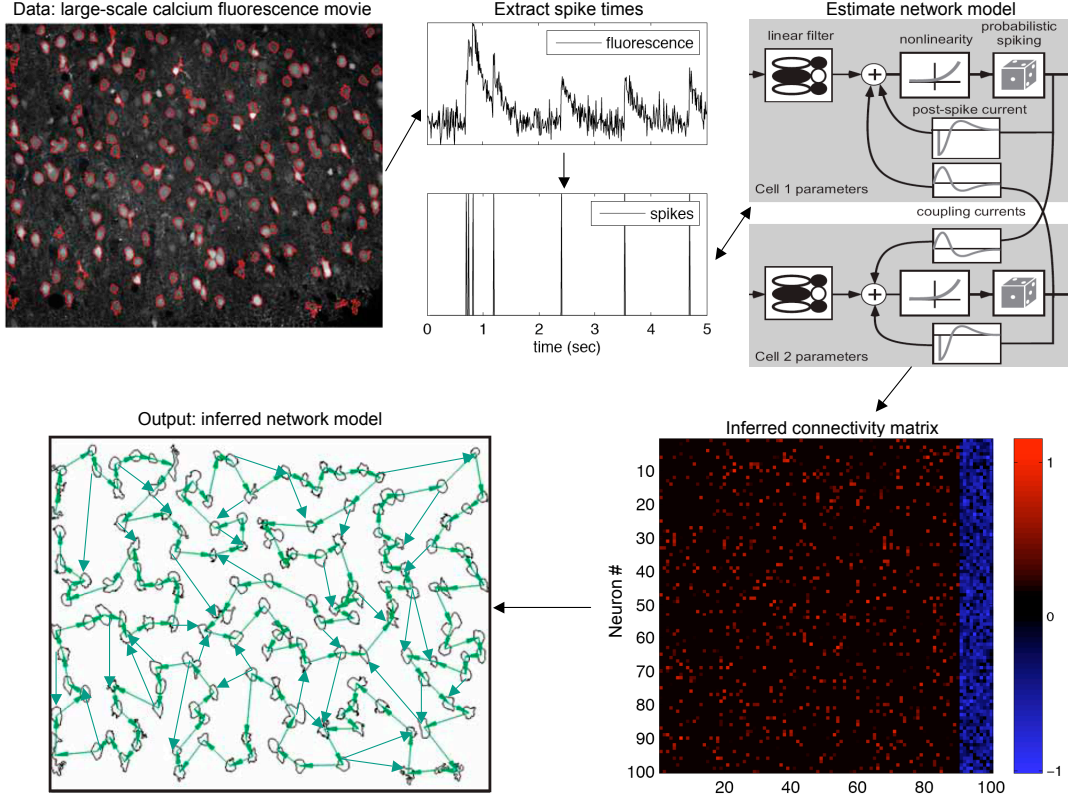 Data: large-scale calcium fluorescence movie
Extract spike times
fluorescence
spikes
0 1 2 3 4 5
time (sec)
Estimate network model
linear filter
nonlinearity
probabilistic
spiking
post-spike current
Cell 1 parameters
coupling currents
Cell 2 parameters
Output: inferred network model
Inferred connectivity matrix
Neuron #
10
20
30
40
50
60
70
80
90
100
20 40 60 80 100
1
0
−1